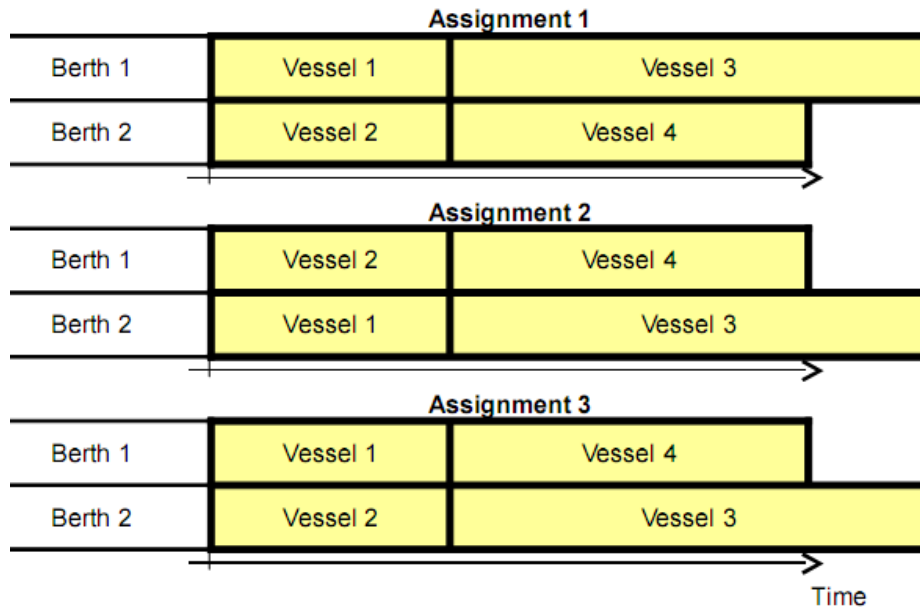 Assignment 1
Berth 1 Vessel 1 Vessel 3
Berth 2 Vessel 2 Vessel 4
Assignment 2
Berth 1 Vessel 2 Vessel 4
Berth 2 Vessel 1 Vessel 3
Assignment 3
Berth 1 Vessel 1 Vessel 4
Berth 2 Vessel 2 Vessel 3
Time